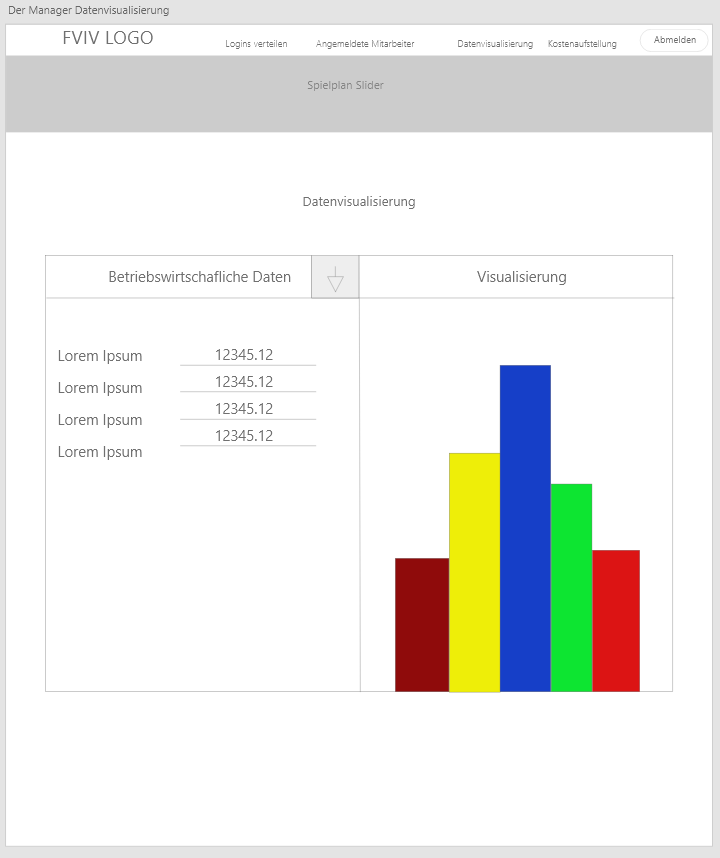 Der Manager Datenvisualisierung
FVIV LOGO
Logins verteilen Angemeldete Mitarbeiter Datenvisualisierung Kostenaufstellung Abmelden
Spielplan Slider
Datenvisualisierung
Betriebswirtschafliche Daten Visualisierung
Lorem Ipsum 12345.12
Lorem Ipsum 12345.12
Lorem Ipsum 12345.12
Lorem Ipsum 12345.12